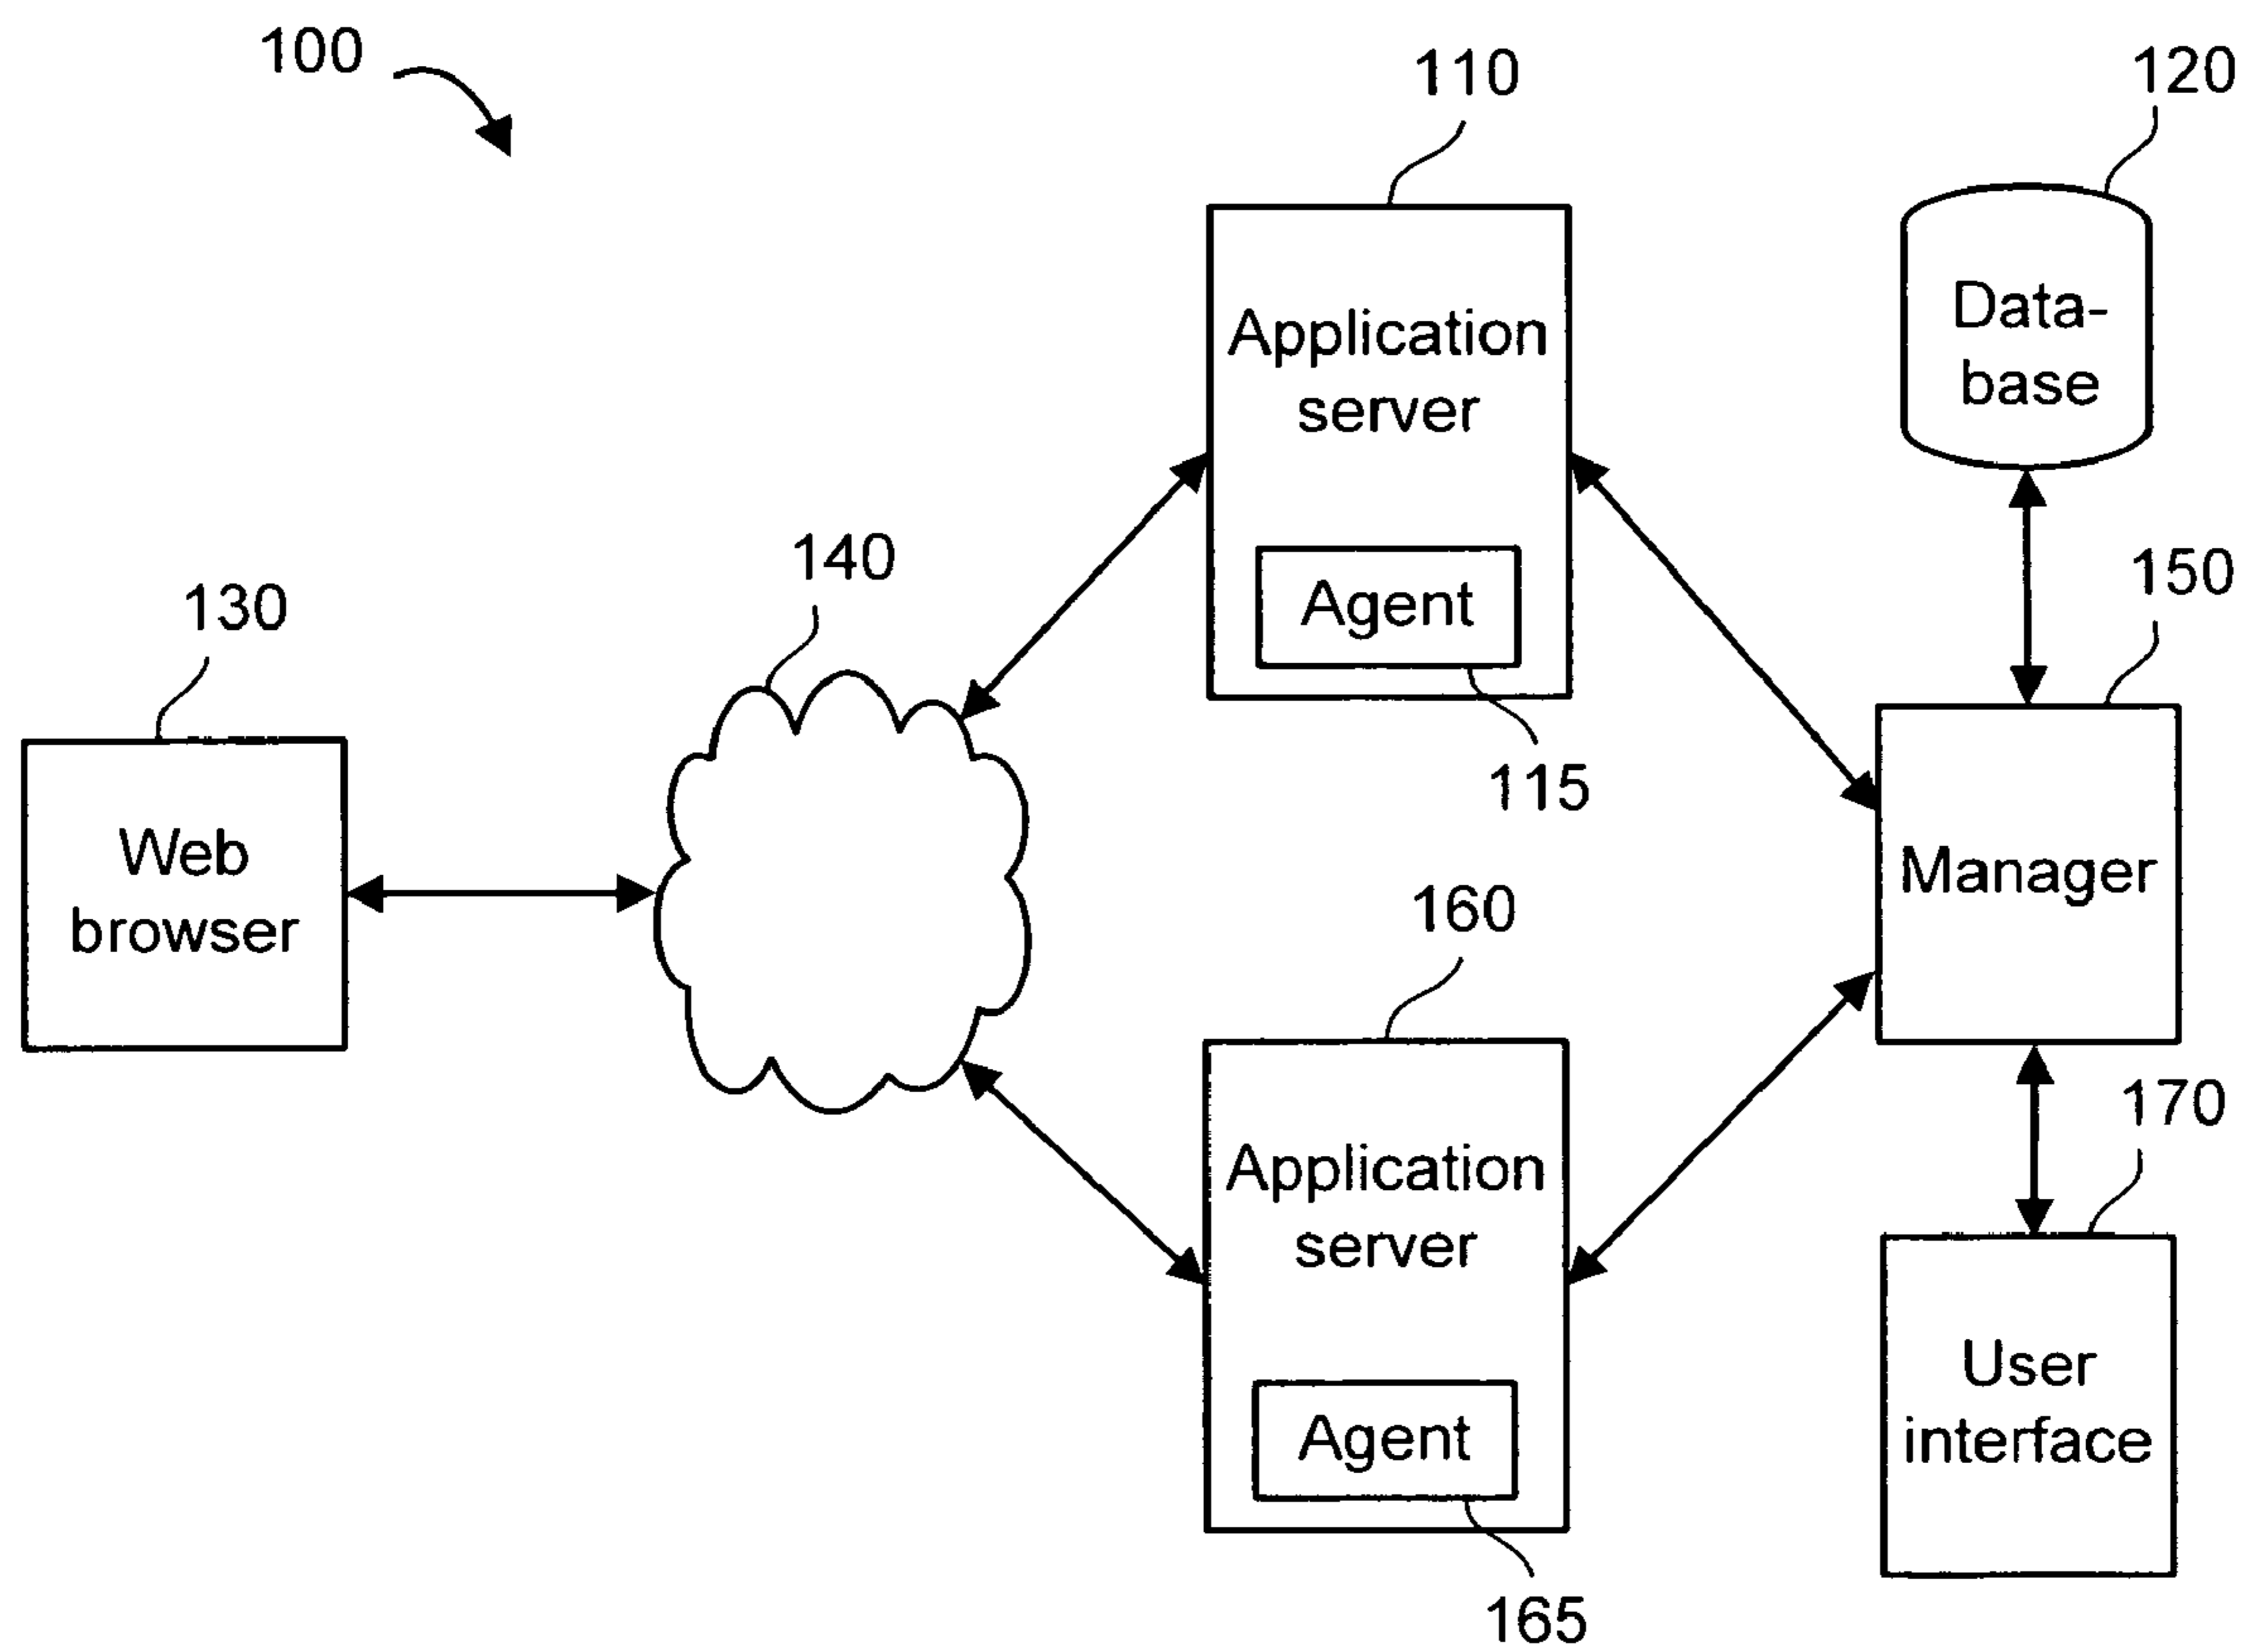 100
110
120
Application
server
Data-
base
Agent
115
140
150
130
Web
browser
Manager
160
170
Application
server
User
interface
Agent
165